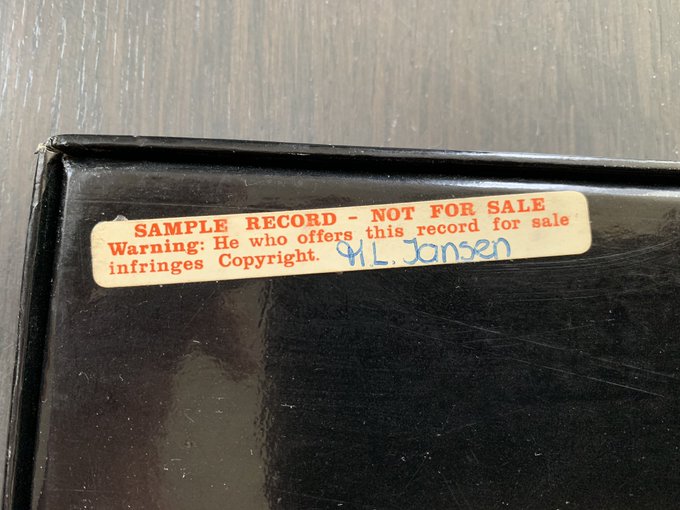 SAMPLE RECORD - NOT FOR SALE
Warning: He who offers this record for sale
infringes Copyright. H.L. Jansen